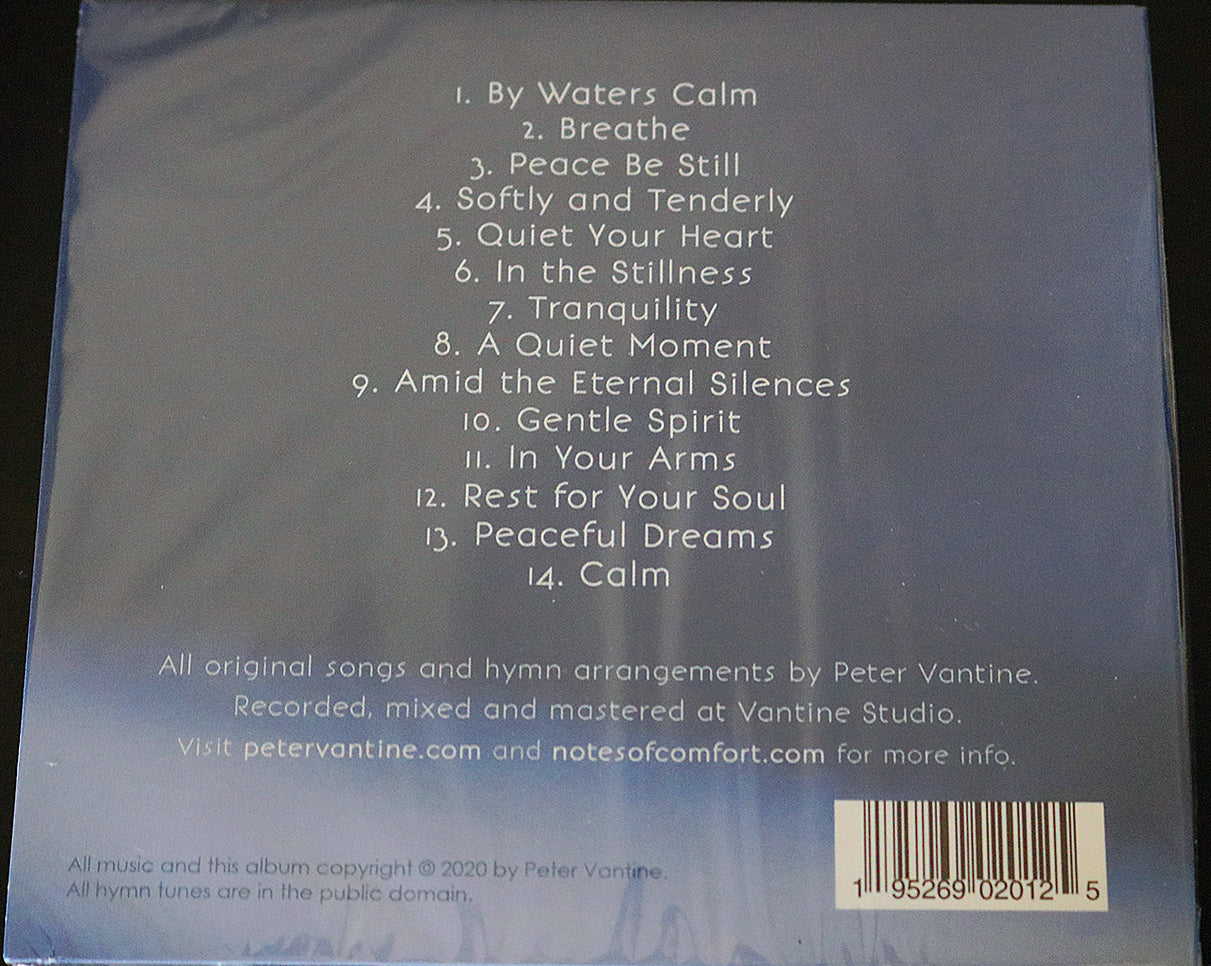 1. By Waters Calm
2. Breathe
3. Peace Be Still
4. Softly and Tenderly
5. Quiet Your Heart
6. In the Stillness
7. Tranquility
8. A Quiet Moment
9. Amid the Eternal Silences
10. Gentle Spirit
11. In Your Arms
12. Rest for Your Soul
13. Peaceful Dreams
14. Calm
All original songs and hymn arrangements by Peter Vantine.
Recorded, mixed and mastered at Vantine Studio.
Visit petervantine.com and notesofcomfort.com for more info.
All music and this album copyright © 2020 by Peter Vantine.
All hymn tunes are in the public domain.
1 95269 02012 5